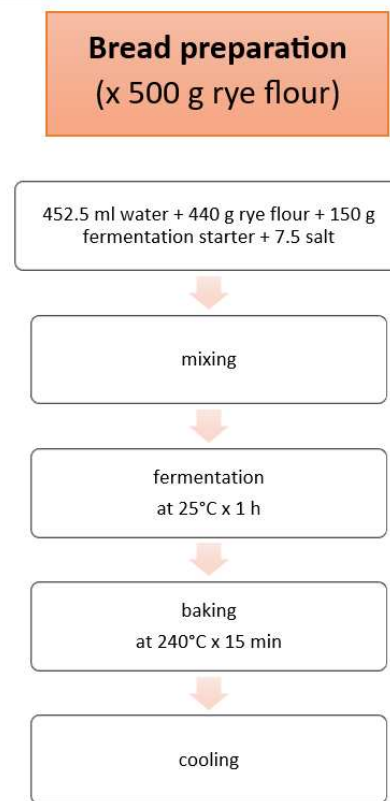 Bread preparation
(x 500 g rye flour)
452.5 ml water + 440 g rye flour + 150 g
fermentation starter + 7.5 salt
mixing
fermentation
at 25°C x 1 h
baking
at 240°C x 15 min
cooling